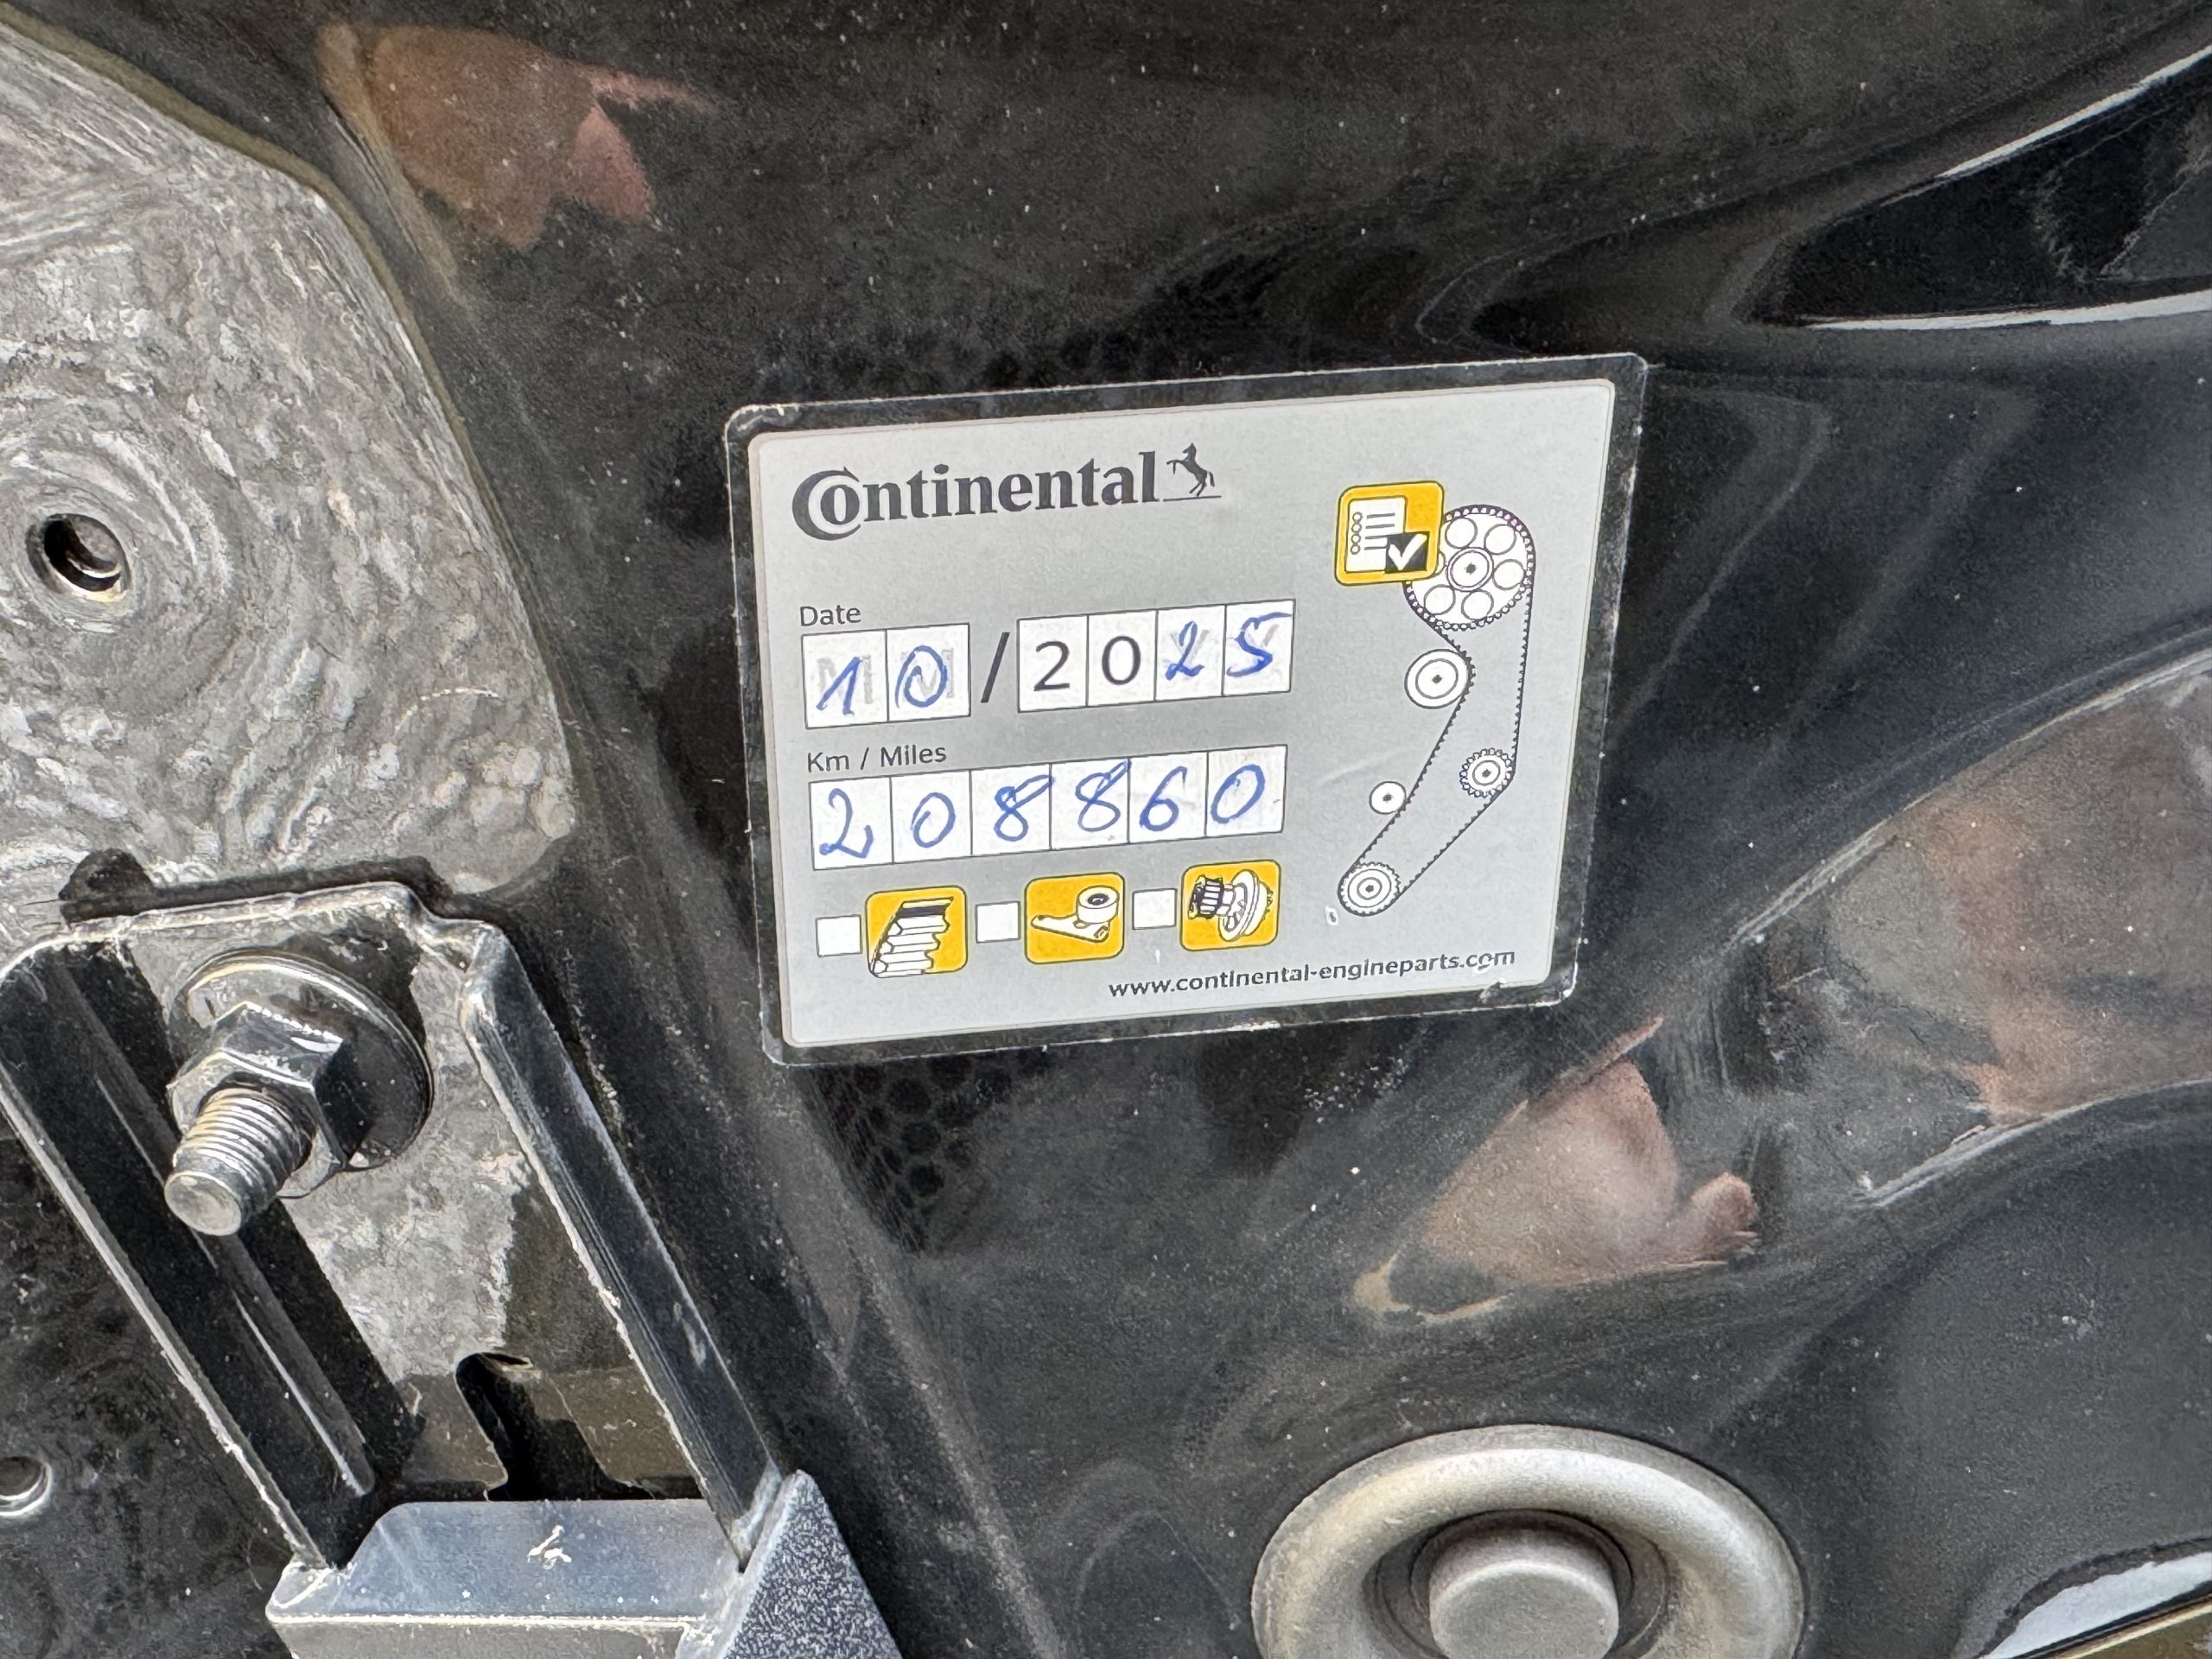 Continental
Date
10/2025
Km / Miles
208860
www.continental-engineparts.com